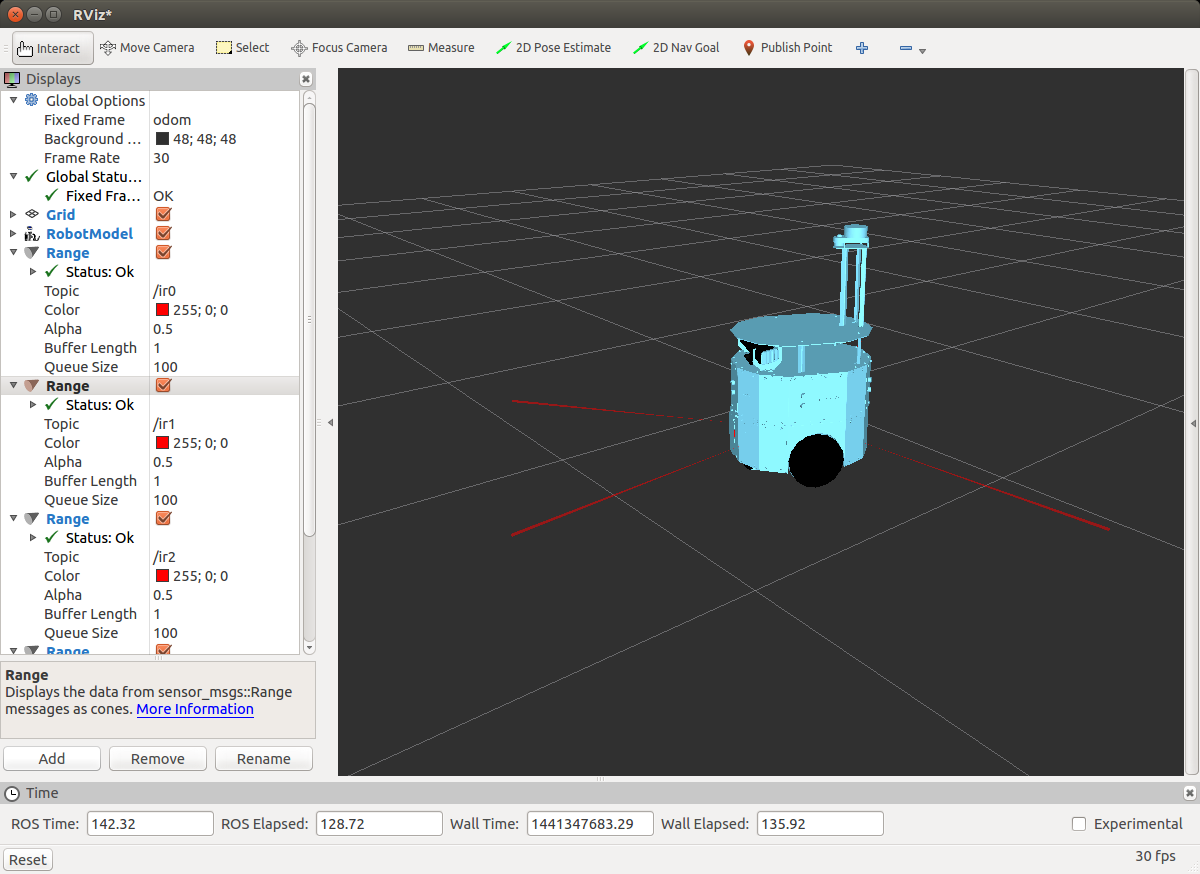 RViz*
Interact Move Camera Select Focus Camera Measure 2D Pose Estimate 2D Nav Goal Publish Point
Displays
Global Options
Fixed Frame odom
Background ... 48; 48; 48
Frame Rate 30
Global Statu...
Fixed Fra... OK
Grid
RobotModel
Range
Status: Ok
Topic /ir0
Color 255; 0; 0
Alpha 0.5
Buffer Length 1
Queue Size 100
Range
Status: Ok
Topic /ir1
Color 255; 0; 0
Alpha 0.5
Buffer Length 1
Queue Size 100
Range
Status: Ok
Topic /ir2
Color 255; 0; 0
Alpha 0.5
Buffer Length 1
Queue Size 100
Range
Range
Displays the data from sensor_msgs::Range
messages as cones. More Information
Add Remove Rename
Time
ROS Time: 142.32 ROS Elapsed: 128.72 Wall Time: 1441347683.29 Wall Elapsed: 135.92 Experimental
Reset 30 fps